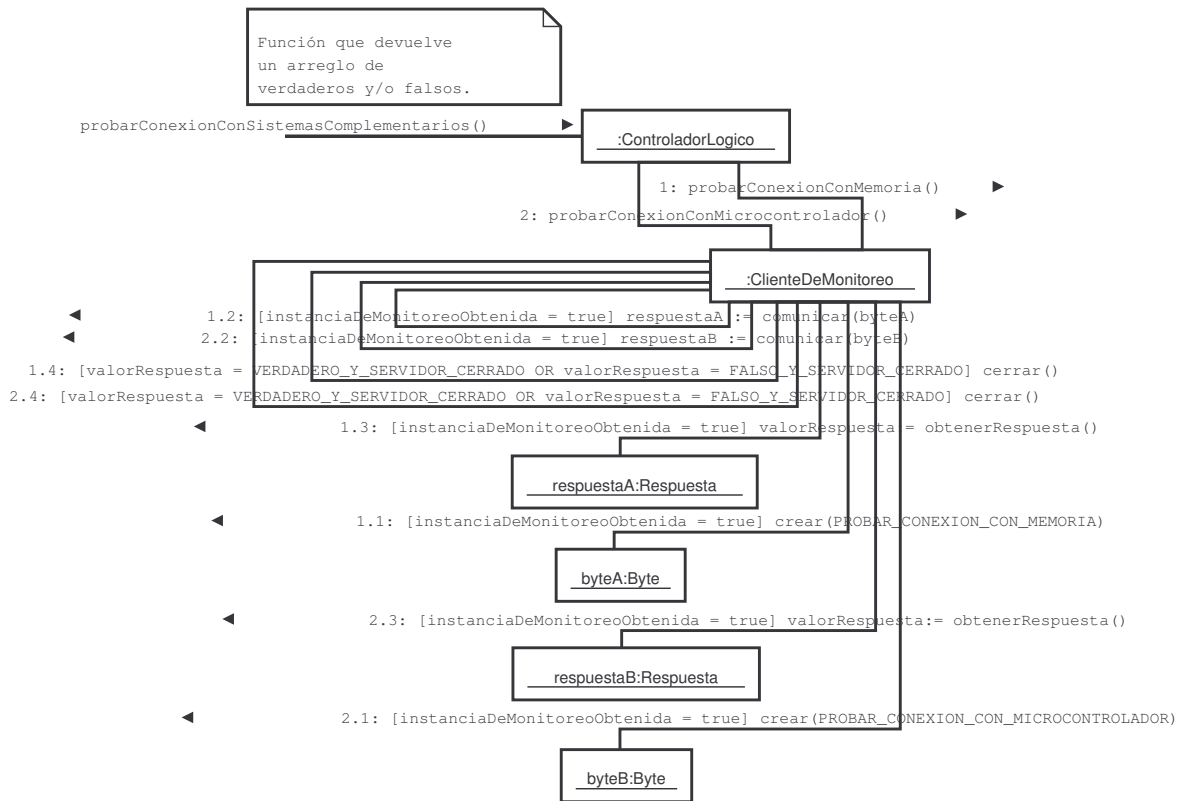 Función que devuelve
un arreglo de
verdaderos y/o falsos.
probarConexionConSistemasComplementarios()
:ControladorLogico
1: probarConexionConMemoria()
2: probarConexionConMicrocontrolador()
:ClienteDeMonitoreo
1.2: [instanciaDeMonitoreoObtenida = true] respuestaA := comunicar(byteA)
2.2: [instanciaDeMonitoreoObtenida = true] respuestaB := comunicar(byteB)
1.4: [valorRespuesta = VERDADERO_Y_SERVIDOR_CERRADO OR valorRespuesta = FALSO_Y_SERVIDOR_CERRADO] cerrar()
2.4: [valorRespuesta = VERDADERO_Y_SERVIDOR_CERRADO OR valorRespuesta = FALSO_Y_SERVIDOR_CERRADO] cerrar()
1.3: [instanciaDeMonitoreoObtenida = true] valorRespuesta:= obtenerRespuesta()
respuestaA:Respuesta
1.1: [instanciaDeMonitoreoObtenida = true] crear(PROBAR_CONEXION_CON_MEMORIA)
byteA:Byte
2.3: [instanciaDeMonitoreoObtenida = true] valorRespuesta:= obtenerRespuesta()
respuestaB:Respuesta
2.1: [instanciaDeMonitoreoObtenida = true] crear(PROBAR_CONEXION_CON_MICROCONTROLADOR)
byteB:Byte